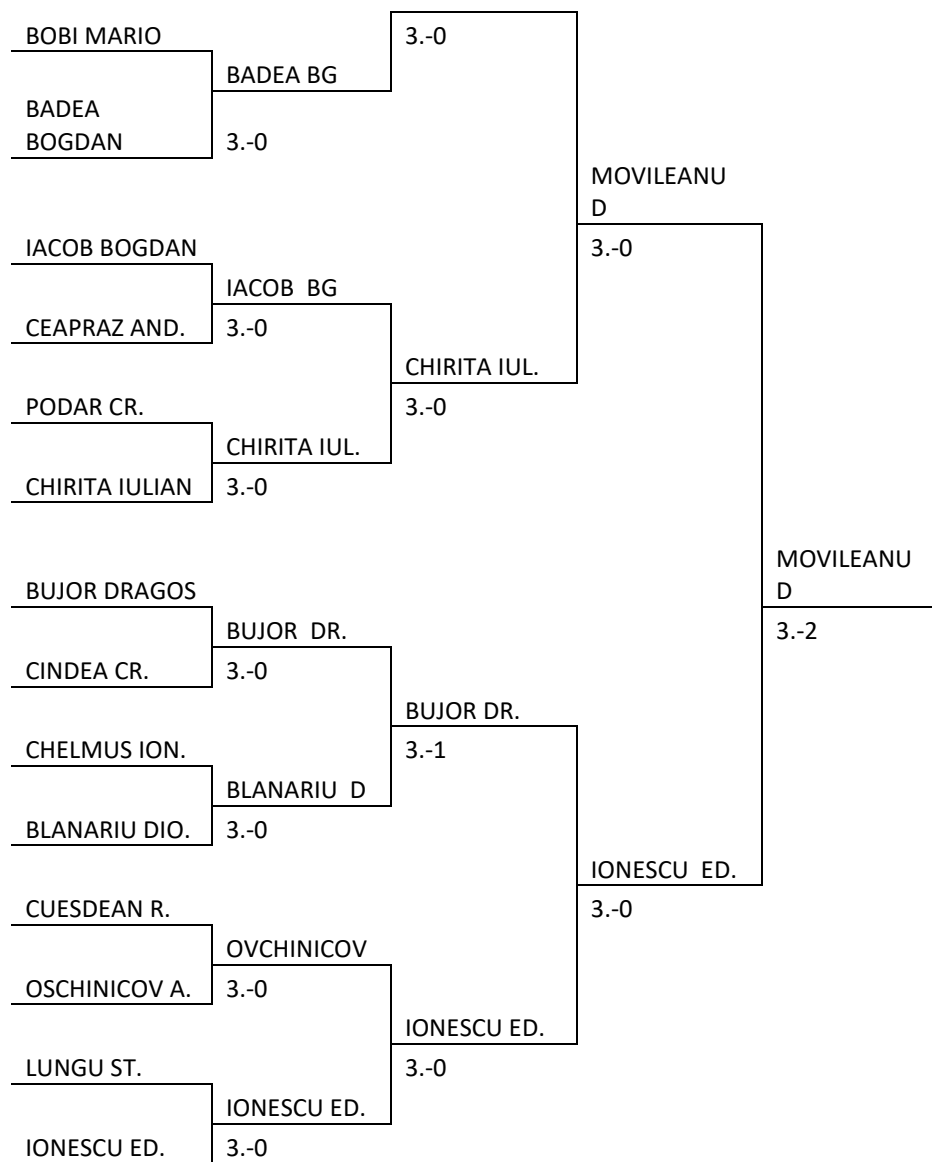 BOBI MARIO
3.-0
BADEA BG
BADEA
BOGDAN
3.-0
MOVILEANU
D
3.-0
IACOB BOGDAN
IACOB  BG
CEAPRAZ AND.
3.-0
CHIRITA IUL.
3.-0
PODAR CR.
CHIRITA IUL.
CHIRITA IULIAN
3.-0
MOVILEANU
D
3.-2
BUJOR DRAGOS
BUJOR  DR.
CINDEA CR.
3.-0
BUJOR DR.
3.-1
CHELMUS ION.
BLANARIU  D
BLANARIU DIO.
3.-0
IONESCU  ED.
3.-0
CUESDEAN R.
OVCHINICOV
OSCHINICOV A.
3.-0
IONESCU ED.
3.-0
LUNGU ST.
IONESCU ED.
IONESCU ED.
3.-0